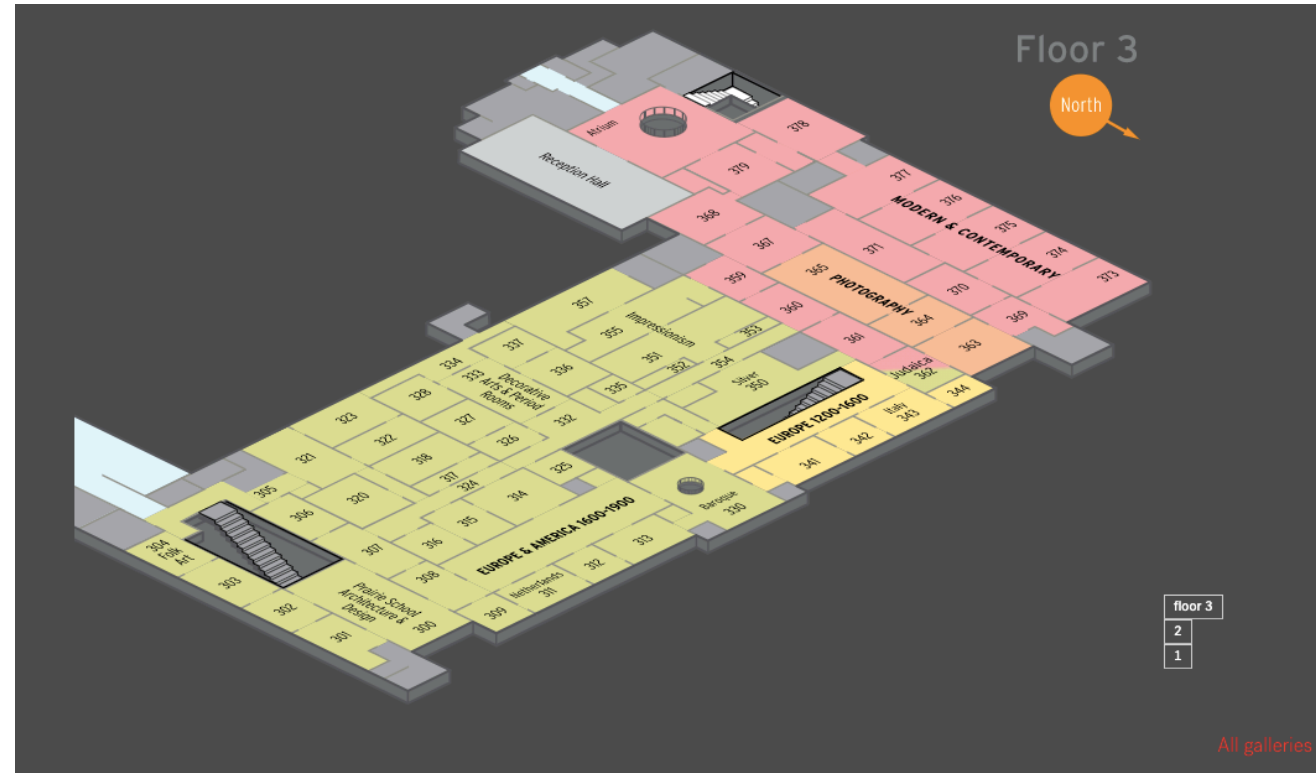 Floor 3
North
378
Atrium
379
377
Reception Hall
376
MODERN & CONTEMPORARY
375
374
373
368
367
371
370
369
359
365
PHOTOGRAPHY
364
363
360
361
Judaica
362
344
357
Impressionism
355
353
351
352
354
337
336
335
334
333
Decorative
Arts & Period
Rooms
332
Silver
350
EUROPE 1200-1600
Italy
343
342
341
328
327
326
325
323
322
321
318
317
324
314
320
315
316
305
306
307
308
Baroque
330
EUROPE & AMERICA 1600-1900
313
312
Netherlands
311
309
304
Folk
Art
303
302
301
Prairie School
Architecture &
Design
300
floor 3
2
1
All galleries